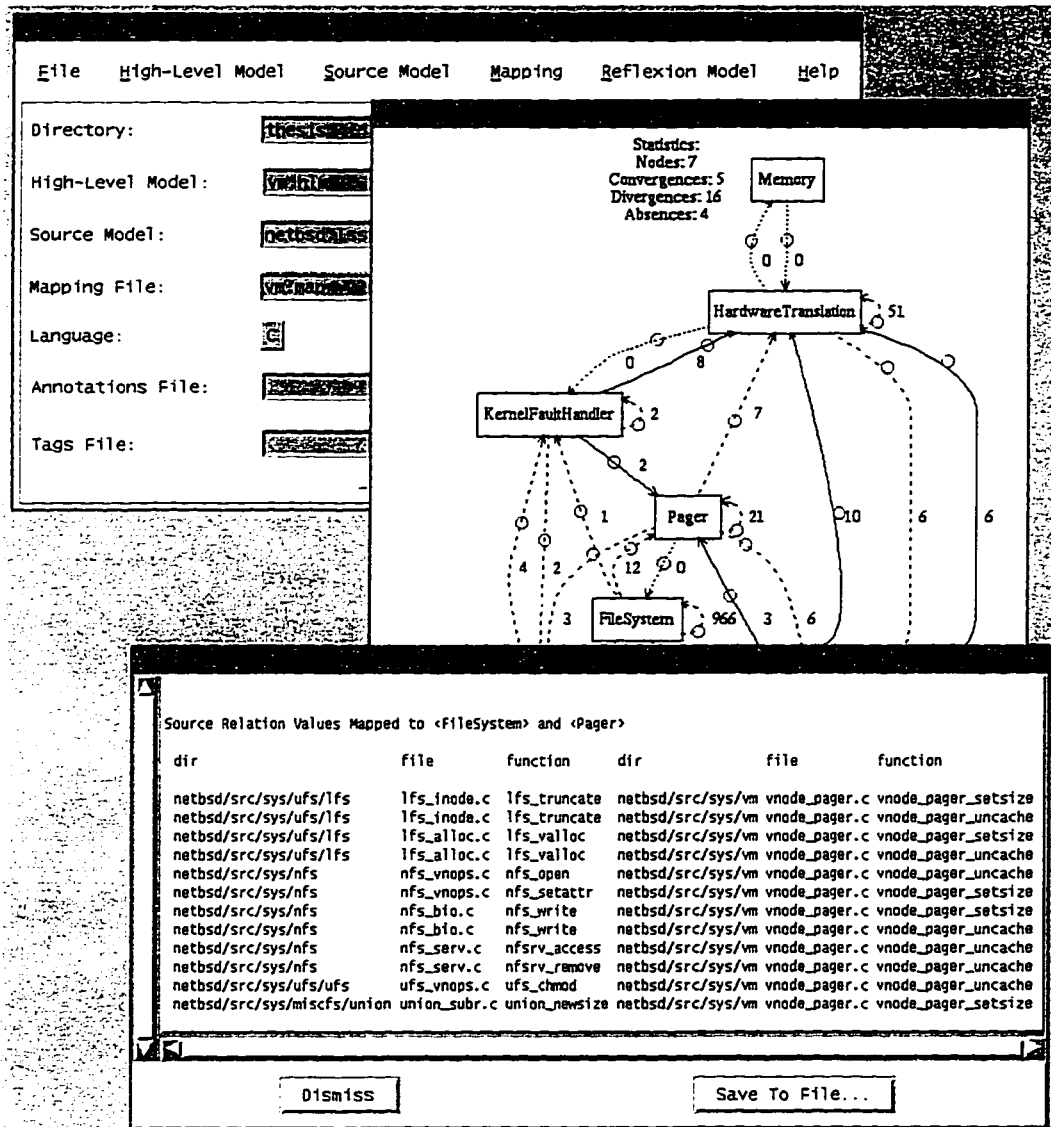 File High-Level Model Source Model Mapping Reflexion Model Help
Directory:
High-Level Model:
Source Model:
Mapping File:
Language:
Annotations File:
Tags File:
Statistics:
Nodes: 7
Convergences: 5
Divergences: 16
Absences: 4
Memory
0 0
HardwareTranslation 51
0 8
KernelFaultHandler 2 7
2
Pager 21 10 6 6
1
4 2 12 0
3 FileSystem 966 3 6
Source Relation Values Mapped to <FileSystem> and <Pager>
dir file function dir file function
netbsd/src/sys/ufs/lfs lfs_inode.c lfs_truncate netbsd/src/sys/vm vnode_pager.c vnode_pager_setsize
netbsd/src/sys/ufs/lfs lfs_inode.c lfs_truncate netbsd/src/sys/vm vnode_pager.c vnode_pager_uncache
netbsd/src/sys/ufs/lfs lfs_alloc.c lfs_valloc netbsd/src/sys/vm vnode_pager.c vnode_pager_setsize
netbsd/src/sys/ufs/lfs lfs_alloc.c lfs_valloc netbsd/src/sys/vm vnode_pager.c vnode_pager_uncache
netbsd/src/sys/nfs nfs_vnops.c nfs_open netbsd/src/sys/vm vnode_pager.c vnode_pager_uncache
netbsd/src/sys/nfs nfs_vnops.c nfs_setattr netbsd/src/sys/vm vnode_pager.c vnode_pager_setsize
netbsd/src/sys/nfs nfs_bio.c nfs_write netbsd/src/sys/vm vnode_pager.c vnode_pager_setsize
netbsd/src/sys/nfs nfs_bio.c nfs_write netbsd/src/sys/vm vnode_pager.c vnode_pager_uncache
netbsd/src/sys/nfs nfs_serv.c nfsrv_access netbsd/src/sys/vm vnode_pager.c vnode_pager_uncache
netbsd/src/sys/nfs nfs_serv.c nfsrv_remove netbsd/src/sys/vm vnode_pager.c vnode_pager_uncache
netbsd/src/sys/ufs/ufs ufs_vnops.c ufs_chmod netbsd/src/sys/vm vnode_pager.c vnode_pager_uncache
netbsd/src/sys/miscfs/union union_subr.c union_newsize netbsd/src/sys/vm vnode_pager.c vnode_pager_setsize
Dismiss Save To File...